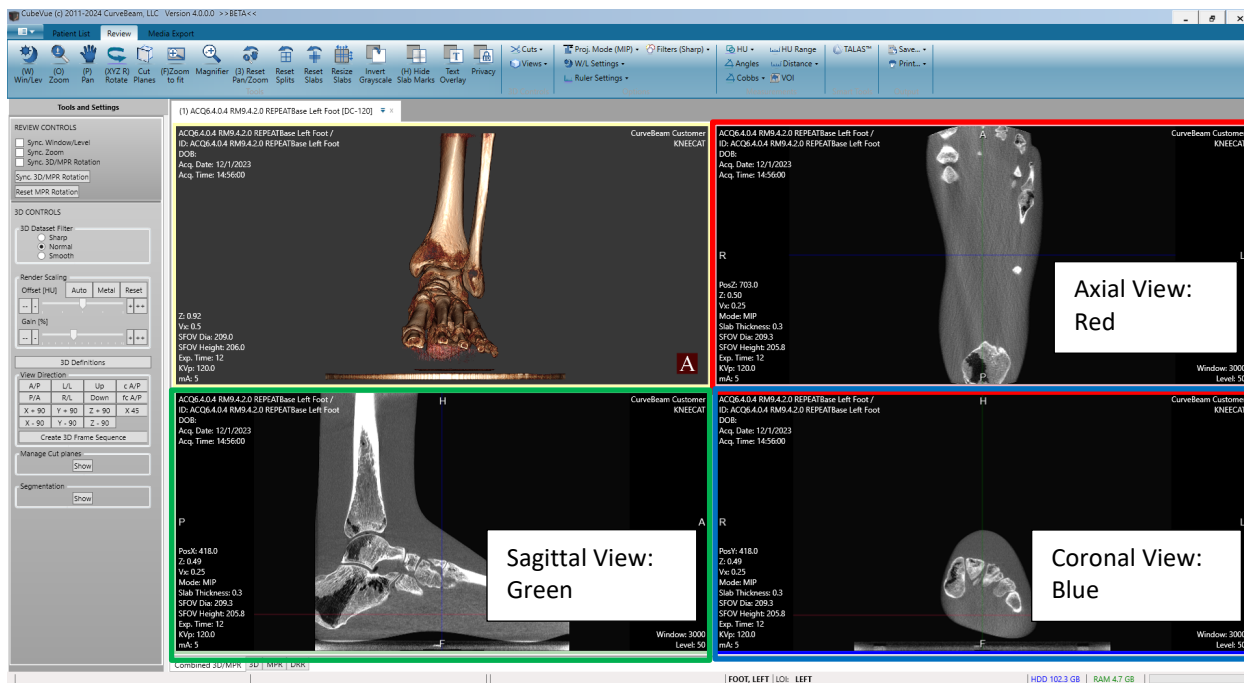 CubeVue (c) 2011-2024 CurveBeam, LLC Version 4.0.0.0 >>BETA<<
Patient List Review Media Export
(W) Win/Lev
(O) Zoom
(P) Pan
(XYZ R) Rotate
Cut Planes
(F)Zoom to fit
Magnifier
(3) Reset Pan/Zoom
Reset Splits
Reset Slabs
Resize Slabs
Invert Grayscale
(H) Hide Slab Marks
Text Overlay
Privacy
Cuts
Views
Proj. Mode (MIP) Filters (Sharp)
W/L Settings
Ruler Settings
HU HU Range
Angles Distance
Cobbs VOI
TALAS™
Save...
Print...
Tools and Settings
REVIEW CONTROLS
Sync. Window/Level
Sync. Zoom
Sync. 3D/MPR Rotation
Sync. 3D/MPR Rotation
Reset MPR Rotation
3D CONTROLS
3D Dataset Filter
Sharp
Normal
Smooth
Render Scaling
Offset [HU] Auto Metal Reset
-- - + ++
Gain [%]
-- - + ++
3D Definitions
View Direction
A/P L/L Up c A/P
P/A R/L Down fc A/P
X + 90 Y + 90 Z + 90 X 45
X - 90 Y - 90 Z - 90
Create 3D Frame Sequence
Manage Cut planes
Show
Segmentation
Show
(1) ACQ6.4.0.4 RM9.4.2.0 REPEATBase Left Foot [DC-120]
ACQ6.4.0.4 RM9.4.2.0 REPEATBase Left Foot /
ID: ACQ6.4.0.4 RM9.4.2.0 REPEATBase Left Foot
DOB:
Acq. Date: 12/1/2023
Acq. Time: 14:56:00
CurveBeam Customer
KNEECAT
Z: 0.92
Vx: 0.5
SFOV Dia: 209.0
SFOV Height: 206.0
Exp. Time: 12
KVp: 120.0
mA: 5
A
ACQ6.4.0.4 RM9.4.2.0 REPEATBase Left Foot /
ID: ACQ6.4.0.4 RM9.4.2.0 REPEATBase Left Foot
DOB:
Acq. Date: 12/1/2023
Acq. Time: 14:56:00
A
CurveBeam Customer
KNEECAT
R
L
PosZ: 703.0
Z: 0.50
Vx: 0.25
Mode: MIP
Slab Thickness: 0.3
SFOV Dia: 209.3
SFOV Height: 205.8
Exp. Time: 12
KVp: 120.0
mA: 5
P
Window: 3000
Level: 50
Axial View:
Red
ACQ6.4.0.4 RM9.4.2.0 REPEATBase Left Foot /
ID: ACQ6.4.0.4 RM9.4.2.0 REPEATBase Left Foot
DOB:
Acq. Date: 12/1/2023
Acq. Time: 14:56:00
H
CurveBeam Customer
KNEECAT
P
A
PosX: 418.0
Z: 0.49
Vx: 0.25
Mode: MIP
Slab Thickness: 0.3
SFOV Dia: 209.3
SFOV Height: 205.8
Exp. Time: 12
KVp: 120.0
mA: 5
F
Window: 3000
Level: 50
Sagittal View:
Green
ACQ6.4.0.4 RM9.4.2.0 REPEATBase Left Foot /
ID: ACQ6.4.0.4 RM9.4.2.0 REPEATBase Left Foot
DOB:
Acq. Date: 12/1/2023
Acq. Time: 14:56:00
H
CurveBeam Customer
KNEECAT
R
L
PosY: 418.0
Z: 0.49
Vx: 0.25
Mode: MIP
Slab Thickness: 0.3
SFOV Dia: 209.3
SFOV Height: 205.8
Exp. Time: 12
KVp: 120.0
mA: 5
F
Window: 3000
Level: 50
Coronal View:
Blue
Combined 3D/MPR 3D MPR DRR
FOOT, LEFT LOI: LEFT HDD 102.3 GB RAM 4.7 GB